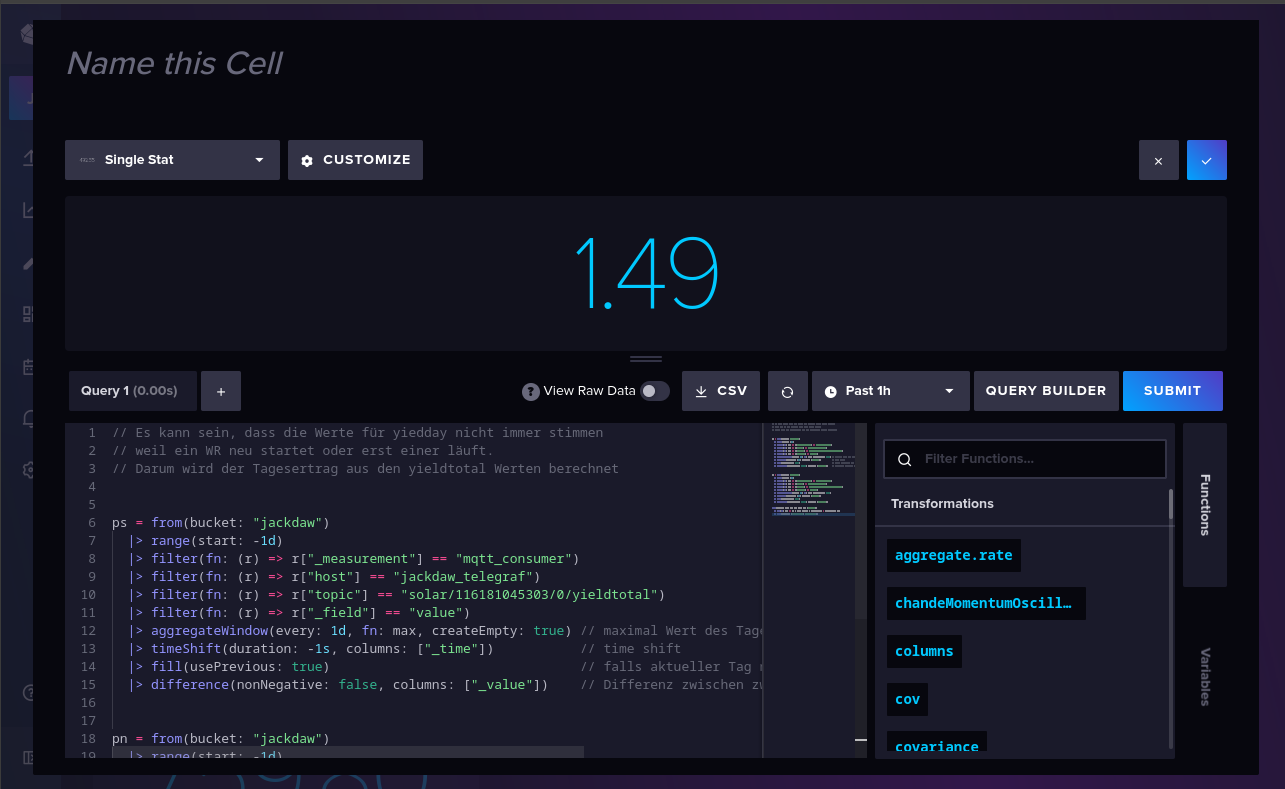 Name this Cell
Single Stat
CUSTOMIZE
1.49
Query 1 (0.00s)
+
? View Raw Data
CSV
Past 1h
QUERY BUILDER
SUBMIT
1 // Es kann sein, dass die Werte für yiedday nicht immer stimmen
2 // weil ein WR neu startet oder erst einer läuft.
3 // Darum wird der Tagesertrag aus den yieldtotal Werten berechnet
4
5
6 ps = from(bucket: "jackdaw")
7 |> range(start: -1d)
8 |> filter(fn: (r) => r["_measurement"] == "mqtt_consumer")
9 |> filter(fn: (r) => r["host"] == "jackdaw_telegraf")
10 |> filter(fn: (r) => r["topic"] == "solar/116181045303/0/yieldtotal")
11 |> filter(fn: (r) => r["_field"] == "value")
12 |> aggregateWindow(every: 1d, fn: max, createEmpty: true) // maximal Wert des Tage
13 |> timeShift(duration: -1s, columns: ["_time"]) // time shift
14 |> fill(usePrevious: true) // falls aktueller Tag
15 |> difference(nonNegative: false, columns: ["_value"]) // Differenz zwischen
16
17
18 pn = from(bucket: "jackdaw")
19 |> range(start: -1d)
Filter Functions...
Transformations
aggregate.rate
chandeMomentumOscill...
columns
cov
covariance
Functions
Variables